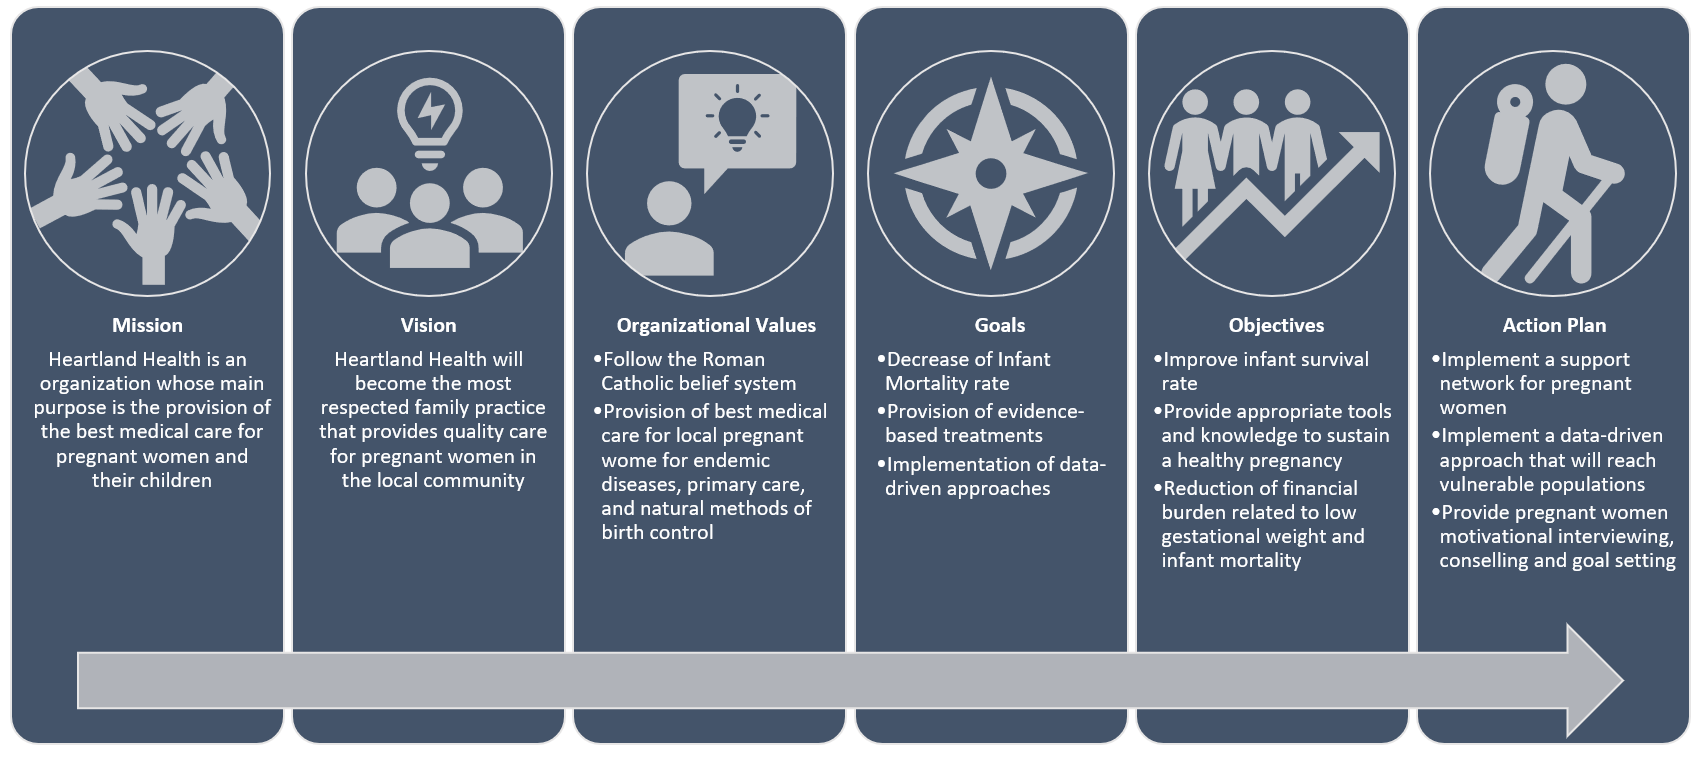 Mission
Heartland Health is an
organization whose main
purpose is the provision of
the best medical care for
pregnant women and
their children
Vision
Heartland Health will
become the most
respected family practice
that provides quality care
for pregnant women in
the local community
Organizational Values
•Follow the Roman
Catholic belief system
•Provision of best medical
care for local pregnant
wome for endemic
diseases, primary care,
and natural methods of
birth control
Goals
•Decrease of Infant
Mortality rate
•Provision of evidence-
based treatments
•Implementation of data-
driven approaches
Objectives
•Improve infant survival
rate
•Provide appropriate tools
and knowledge to sustain
a healthy pregnancy
•Reduction of financial
burden related to low
gestational weight and
infant mortality
Action Plan
•Implement a support
network for pregnant
women
•Implement a data-driven
approach that will reach
vulnerable populations
•Provide pregnant women
motivational interviewing,
conselling and goal setting